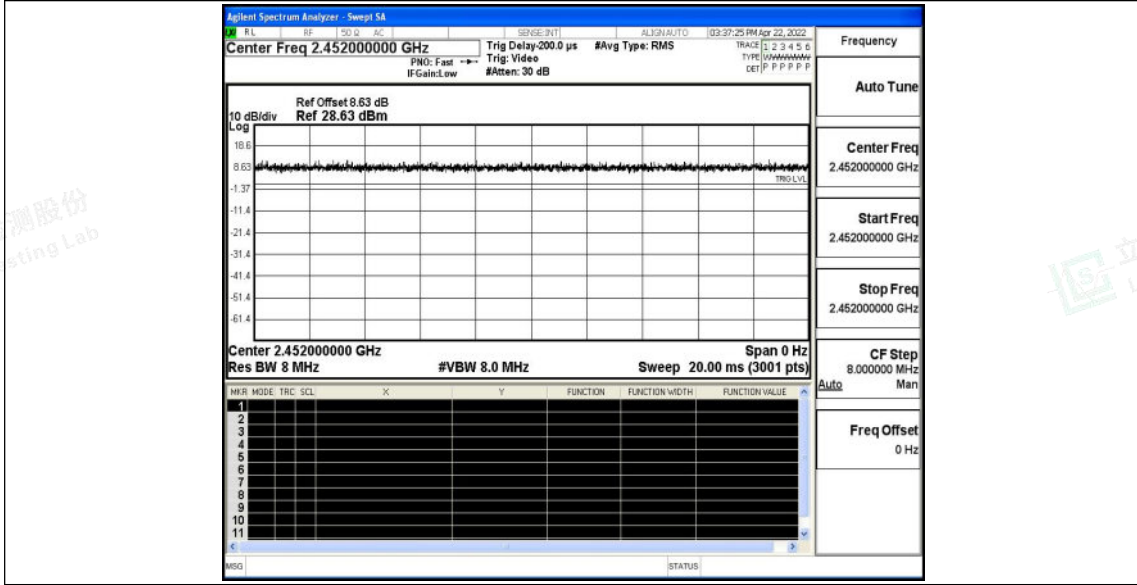 Agilent Spectrum Analyzer - Swept SA
RL RF 50 Ω AC SENSE:INT ALIGN AUTO 03:37:25 PM Apr 22, 2022
Center Freq 2.452000000 GHz
PNO: Fast
IFGain:Low
Trig Delay-200.0 µs
Trig: Video
#Atten: 30 dB
#Avg Type: RMS
TRACE 1 2 3 4 5 6
TYPE
DET P P P P P P
Ref Offset 8.63 dB
10 dB/div Ref 28.63 dBm
Log
18.6
8.63
TRIG LVL
-1.37
-11.4
-21.4
-31.4
-41.4
-51.4
-61.4
Center 2.452000000 GHz Span 0 Hz
Res BW 8 MHz #VBW 8.0 MHz Sweep 20.00 ms (3001 pts)
MKR MODE TRC SCL X Y FUNCTION FUNCTION WIDTH FUNCTION VALUE
1
2
3
4
5
6
7
8
9
10
11
MSG STATUS
Frequency
Auto Tune
Center Freq
2.452000000 GHz
Start Freq
2.452000000 GHz
Stop Freq
2.452000000 GHz
CF Step
8.000000 MHz
Auto Man
Freq Offset
0 Hz
测股份
sting Lab
立